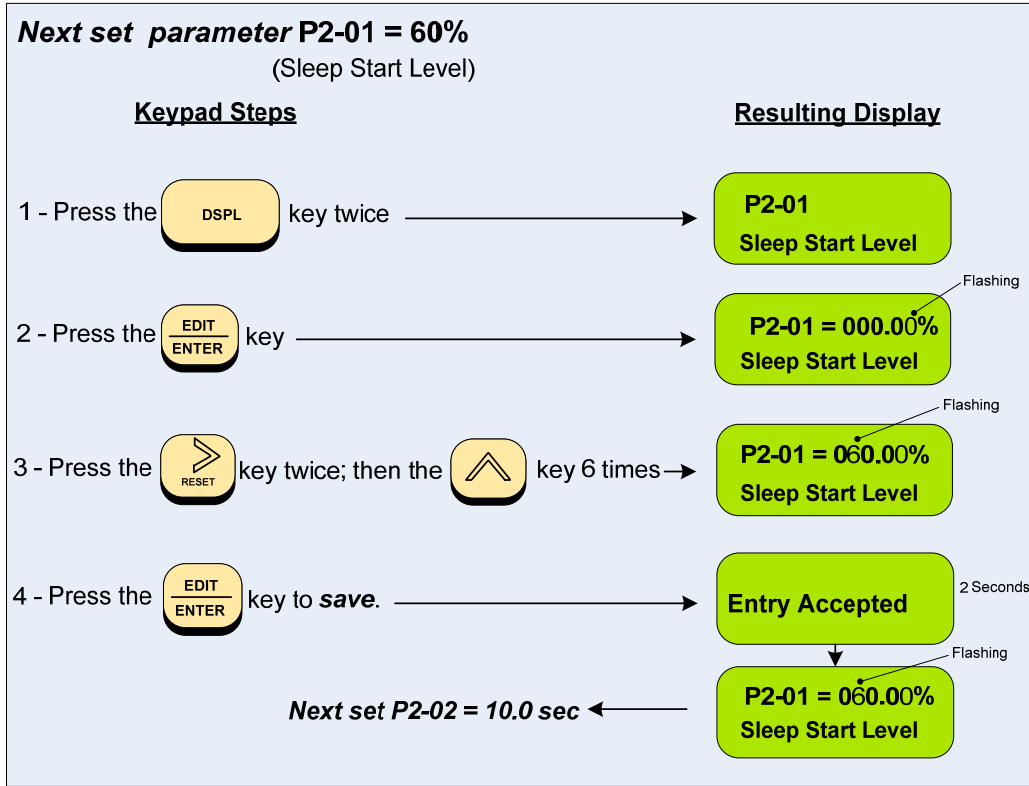 Next set parameter P2-01 = 60%
(Sleep Start Level)
Keypad Steps
Resulting Display
1 - Press the DSPL key twice
P2-01
Sleep Start Level
Flashing
2 - Press the EDIT ENTER key
P2-01 = 000.00%
Sleep Start Level
Flashing
3 - Press the RESET key twice; then the key 6 times
P2-01 = 060.00%
Sleep Start Level
4 - Press the EDIT ENTER key to save.
Entry Accepted
2 Seconds
Flashing
P2-01 = 060.00%
Sleep Start Level
Next set P2-02 = 10.0 sec